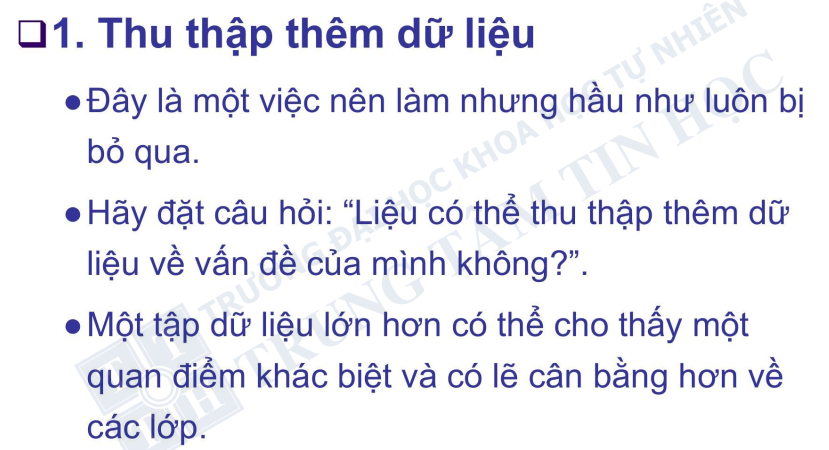 ❑1. Thu thập thêm dữ liệu
●Đây là một việc nên làm nhưng hầu như luôn bị
bỏ qua.
●Hãy đặt câu hỏi: “Liệu có thể thu thập thêm dữ
liệu về vấn đề của mình không?”.
●Một tập dữ liệu lớn hơn có thể cho thấy một
quan điểm khác biệt và có lẽ cân bằng hơn về
các lớp.
TRƯỜNG ĐẠI HỌC KHOA HỌC TỰ NHIÊN
TRUNG TÂM TIN HỌC